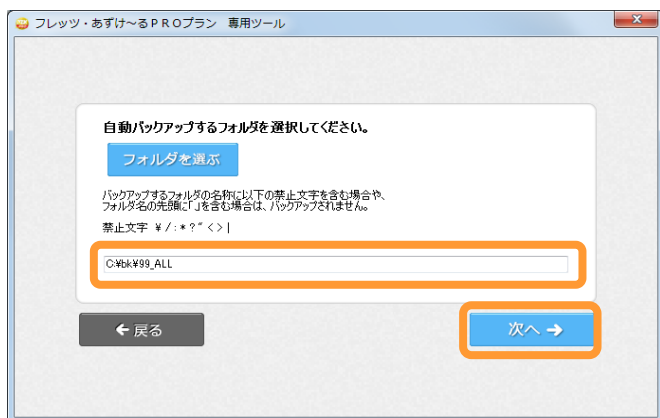 フレッツ・あずけ～るPROプラン 専用ツール
自動バックアップするフォルダを選択してください。
フォルダを選ぶ
バックアップするフォルダの名称に以下の禁止文字を含む場合や、
フォルダ名の先頭に「.」を含む場合は、バックアップされません。
禁止文字 ¥ / : * ? " < > |
C:¥bk¥99_ALL
←戻る
次へ→